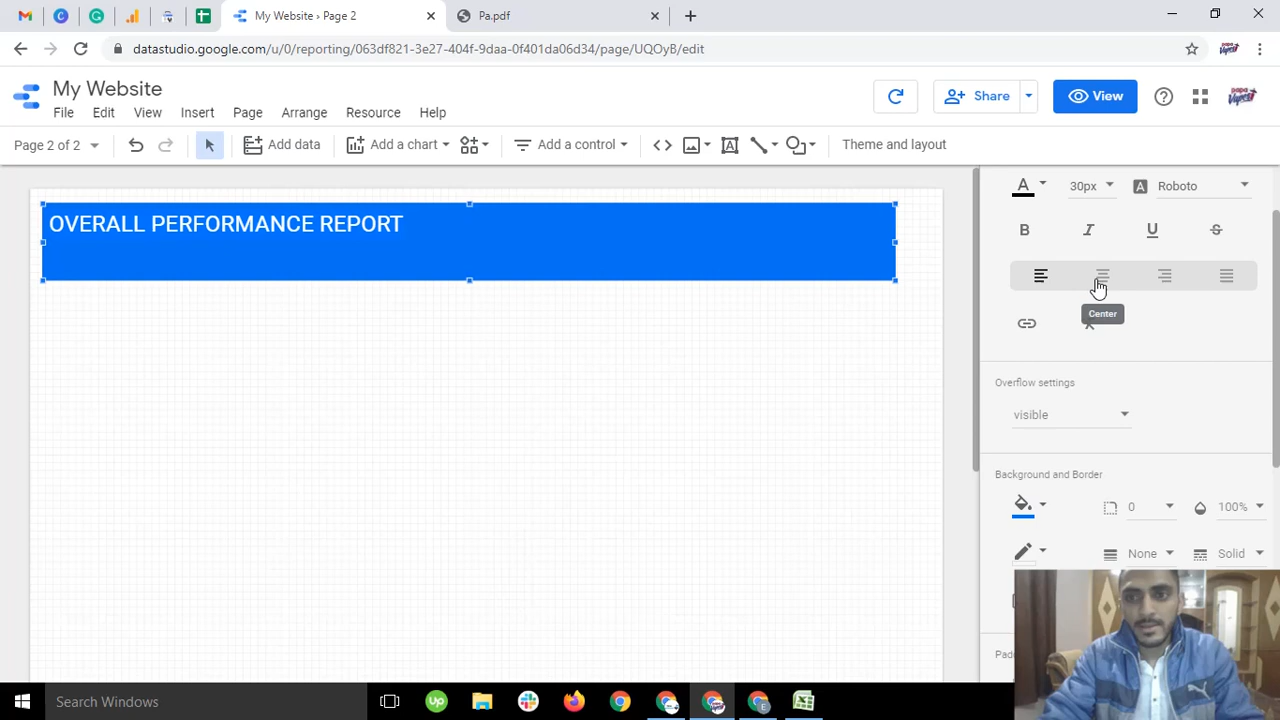 My Website › Page 2
Pa.pdf
datastudio.google.com/u/0/reporting/063df821-3e27-404f-9daa-0f401da06d34/page/UQOyB/edit
My Website
File Edit View Insert Page Arrange Resource Help
Share
View
Page 2 of 2
Add data
Add a chart
Add a control
Theme and layout
OVERALL PERFORMANCE REPORT
30px
Roboto
B I U S
Center
Overflow settings
visible
Background and Border
0
100%
None
Solid
Search Windows